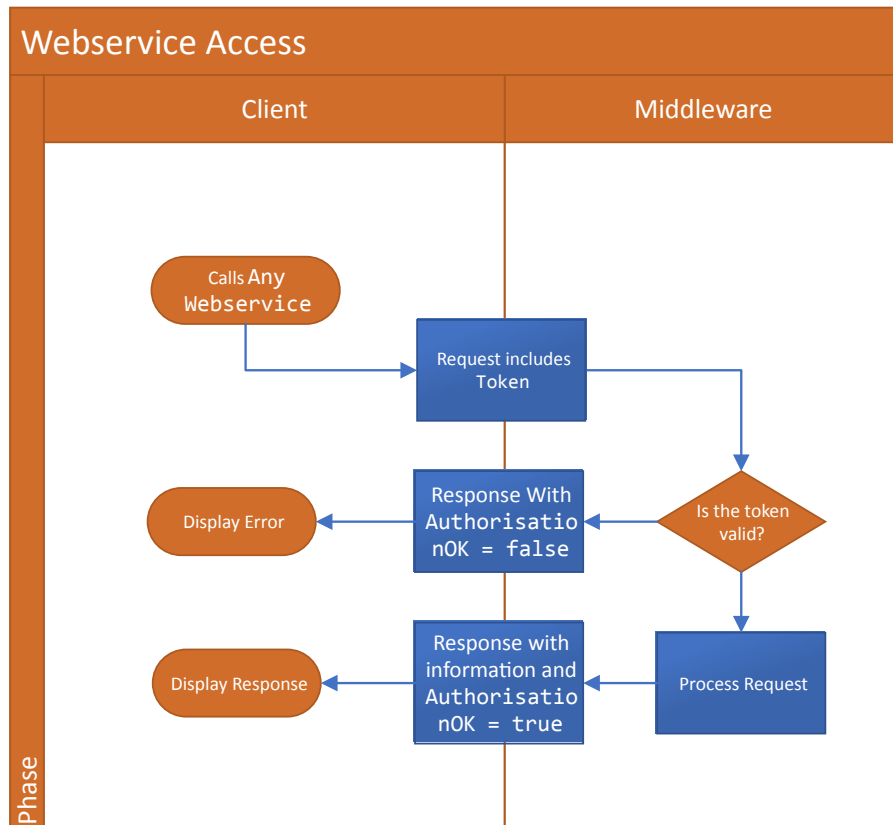 Webservice Access
Client
Middleware
Calls Any
Webservice
Request includes
Token
Response With
Authorisatio
nOK = false
Display Error
Is the token
valid?
Response with
information and
Authorisatio
nOK = true
Display Response
Process Request
Phase